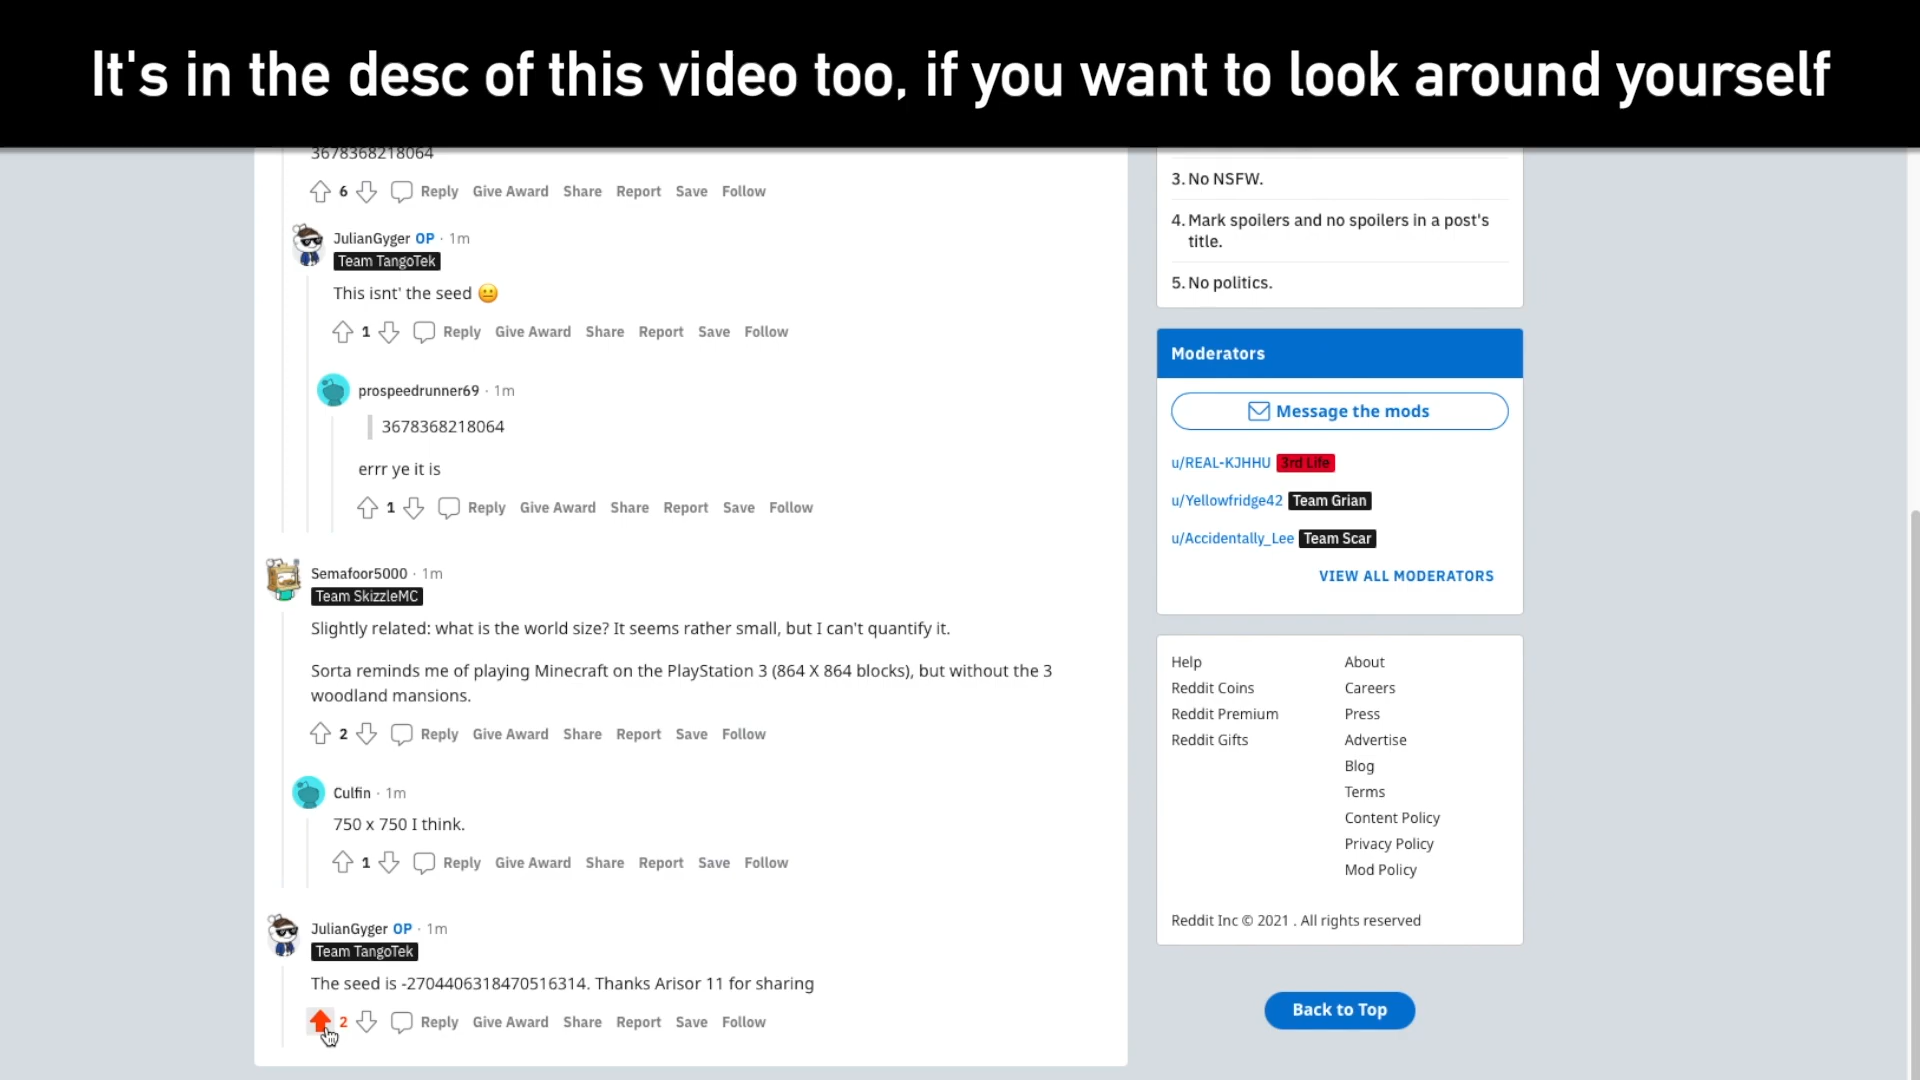 It's in the desc of this video too, if you want to look around yourself
3678368218064
6 Reply Give Award Share Report Save Follow
JulianGyger OP · 1m
Team TangoTek
This isnt' the seed 😐
1 Reply Give Award Share Report Save Follow
prospeedrunner69 · 1m
3678368218064
errr ye it is
1 Reply Give Award Share Report Save Follow
Semafoor5000 · 1m
Team SkizzleMC
Slightly related: what is the world size? It seems rather small, but I can't quantify it.
Sorta reminds me of playing Minecraft on the PlayStation 3 (864 X 864 blocks), but without the 3
woodland mansions.
2 Reply Give Award Share Report Save Follow
Culfin · 1m
750 x 750 I think.
1 Reply Give Award Share Report Save Follow
JulianGyger OP · 1m
Team TangoTek
The seed is -2704406318470516314. Thanks Arisor 11 for sharing
2 Reply Give Award Share Report Save Follow
3. No NSFW.
4. Mark spoilers and no spoilers in a post's
title.
5. No politics.
Moderators
Message the mods
u/REAL-KJHHU 3rd Life
u/Yellowfridge42 Team Grian
u/Accidentally_Lee Team Scar
VIEW ALL MODERATORS
Help About
Reddit Coins Careers
Reddit Premium Press
Reddit Gifts Advertise
Blog
Terms
Content Policy
Privacy Policy
Mod Policy
Reddit Inc © 2021 . All rights reserved
Back to Top